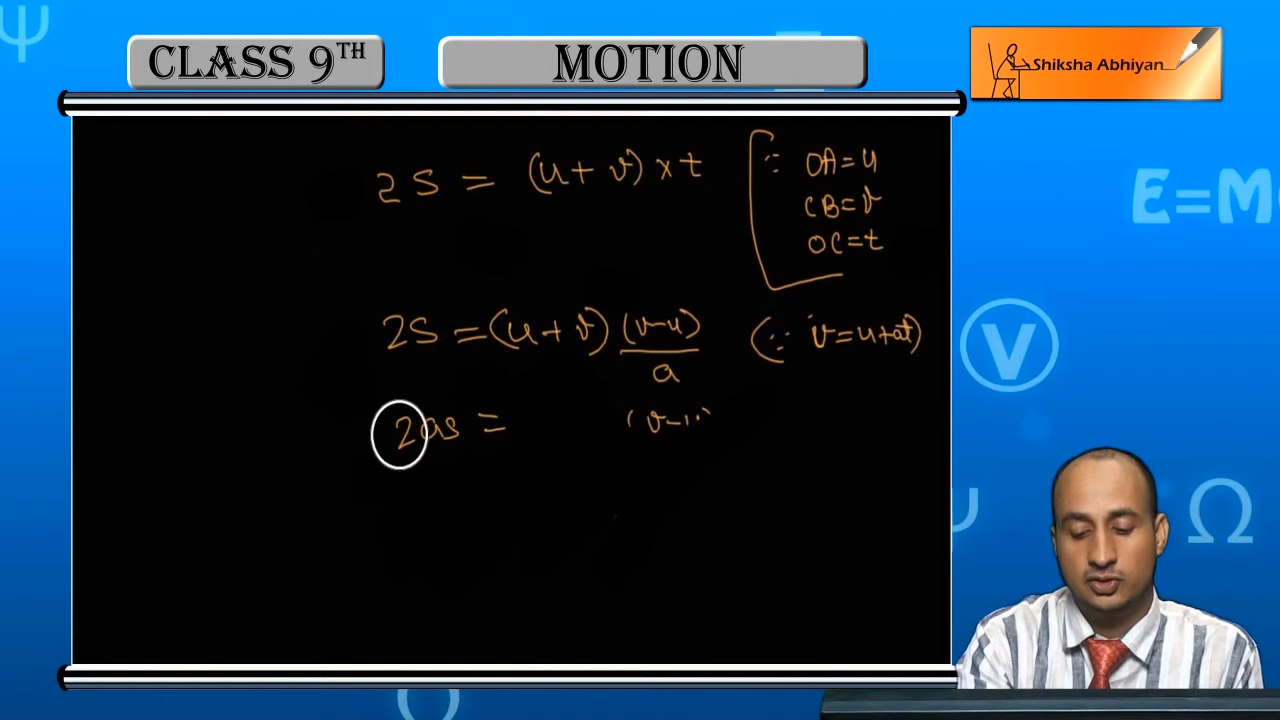 CLASS 9TH
MOTION
Shiksha Abhiyan
2S = (u + v) × t
∵ OA = u
CB = v
OC = t
2S = (u + v) (v-u)/a (∵ v = u + at)
2as = (v-u)
E=M
V
Ψ
Ω
Ω